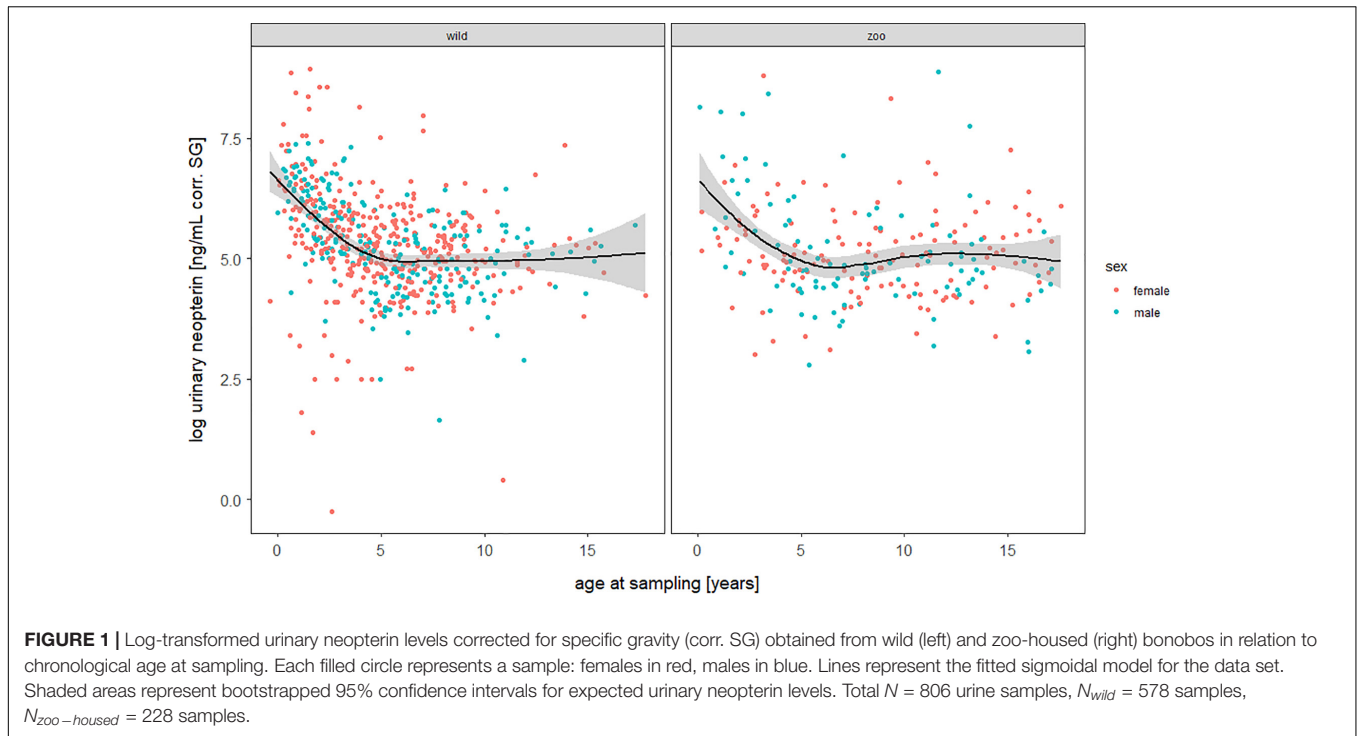 wild
zoo
log urinary neopterin [ng/mL corr. SG]
7.5
5.0
2.5
0.0
0
5
10
15
0
5
10
15
age at sampling [years]
sex
female
male
FIGURE 1 | Log-transformed urinary neopterin levels corrected for specific gravity (corr. SG) obtained from wild (left) and zoo-housed (right) bonobos in relation to
chronological age at sampling. Each filled circle represents a sample: females in red, males in blue. Lines represent the fitted sigmoidal model for the data set.
Shaded areas represent bootstrapped 95% confidence intervals for expected urinary neopterin levels. Total N = 806 urine samples, Nwild = 578 samples,
Nzoo−housed = 228 samples.